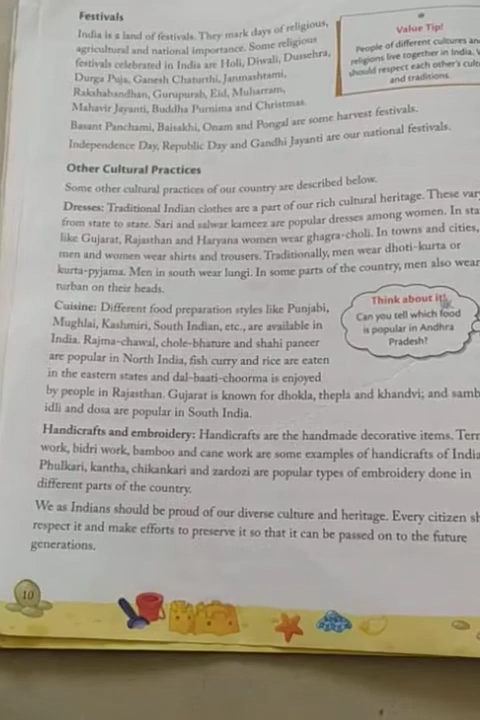 Festivals
India is a land of festivals. They mark days of religious,
agricultural and national importance. Some religious
festivals celebrated in India are Holi, Diwali, Dussehra,
Durga Puja, Ganesh Chaturthi, Janmashtami,
Rakshabandhan, Gurupurab, Eid, Muharram,
Mahavir Jayanti, Buddha Purnima and Christmas.
Basant Panchami, Baisakhi, Onam and Pongal are some harvest festivals.
Independence Day, Republic Day and Gandhi Jayanti are our national festivals.
Value Tip!
People of different cultures an
religions live together in India.
should respect each other's cult
and traditions.
Other Cultural Practices
Some other cultural practices of our country are described below.
Dresses: Traditional Indian clothes are a part of our rich cultural heritage. These vary
from state to state. Sari and salwar kameez are popular dresses among women. In sta
like Gujarat, Rajasthan and Haryana women wear ghagra-choli. In towns and cities,
men and women wear shirts and trousers. Traditionally, men wear dhoti-kurta or
kurta-pyjama. Men in south wear lungi. In some parts of the country, men also wear
turban on their heads.
Cuisine: Different food preparation styles like Punjabi,
Mughlai, Kashmiri, South Indian, etc., are available in
India. Rajma-chawal, chole-bhature and shahi paneer
are popular in North India, fish curry and rice are eaten
in the eastern states and dal-baati-choorma is enjoyed
by people in Rajasthan. Gujarat is known for dhokla, thepla and khandvi; and samb
idli and dosa are popular in South India.
Think about it!
Can you tell which food
is popular in Andhra
Pradesh?
Handicrafts and embroidery: Handicrafts are the handmade decorative items. Terr
work, bidri work, bamboo and cane work are some examples of handicrafts of India
Phulkari, kantha, chikankari and zardozi are popular types of embroidery done in
different parts of the country.
We as Indians should be proud of our diverse culture and heritage. Every citizen sh
respect it and make efforts to preserve it so that it can be passed on to the future
generations.
10